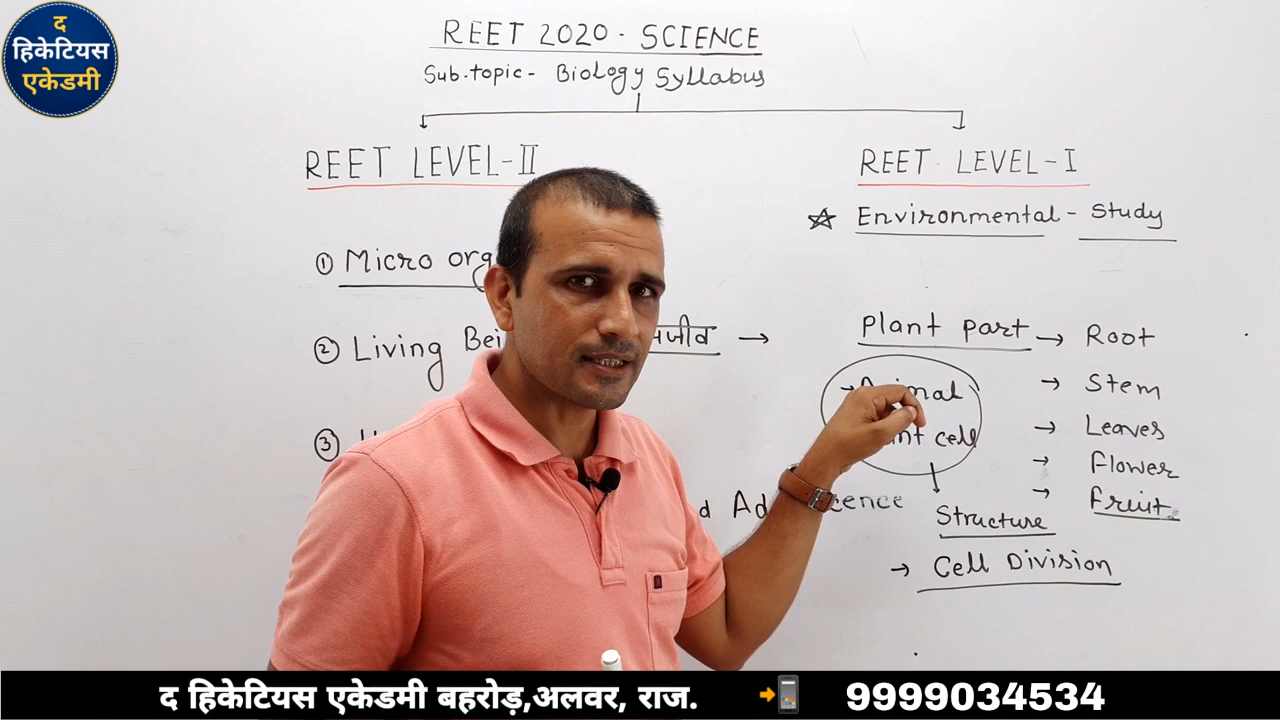 द
हिकेटियस
एकेडमी
REET 2020 - SCIENCE
Sub-topic - Biology Syllabus
REET LEVEL-II
REET LEVEL-I
☆ Environmental - Study
① Micro org
② Living Bei
→
③
d Ad cence
Plant part → Root
→ Animal → Stem
cell → Leaves
→ Flower
→ Fruit
Structure
→ Cell Division
द हिकेटियस एकेडमी बहरोड़,अलवर, राज. 9999034534